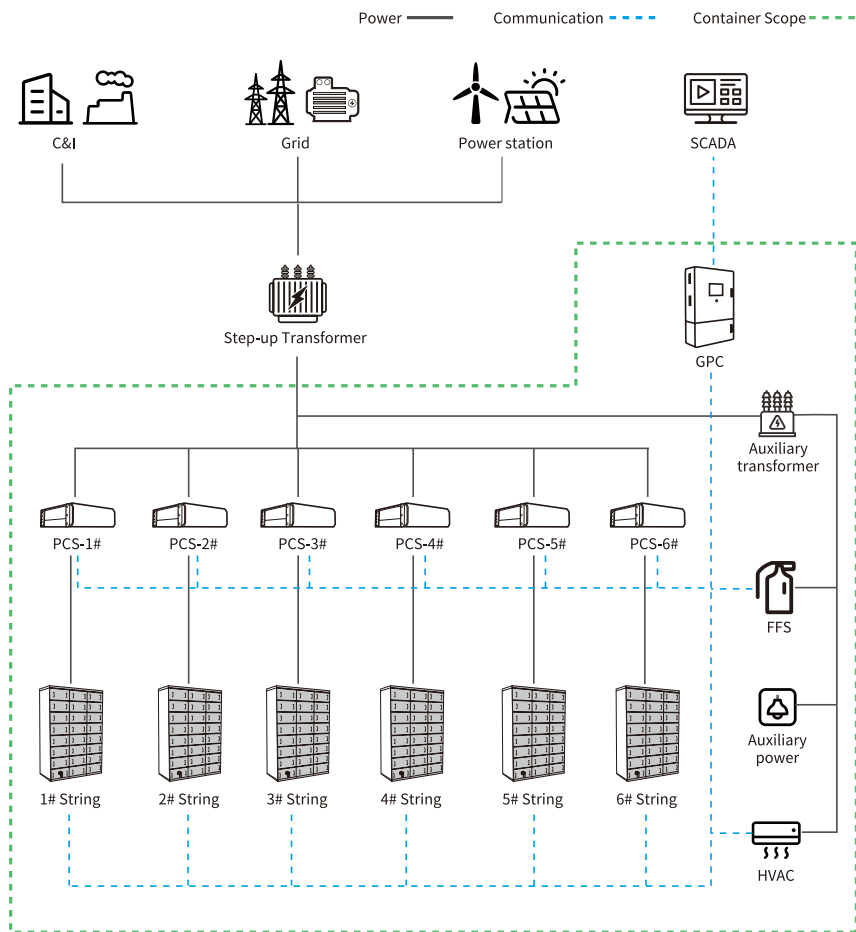 Power
Communication
Container Scope
C&I
Grid
Power station
SCADA
Step-up Transformer
GPC
Auxiliary
transformer
PCS-1#
PCS-2#
PCS-3#
PCS-4#
PCS-5#
PCS-6#
FFS
Auxiliary
power
1# String
2# String
3# String
4# String
5# String
6# String
HVAC